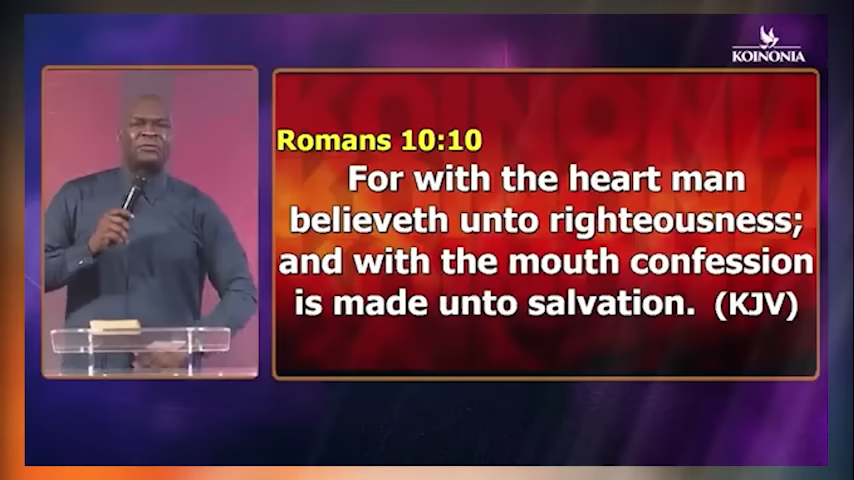 KOINONIA
Romans 10:10
For with the heart man
believeth unto righteousness;
and with the mouth confession
is made unto salvation. (KJV)